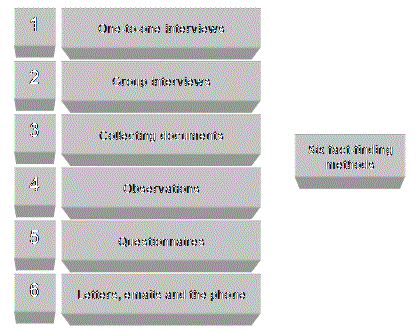 1 One to one interviews
2 Group interviews
3 Collecting documents
4 Observations
5 Questionnaires
6 Letters, emails and the phone
Six fact finding
methods